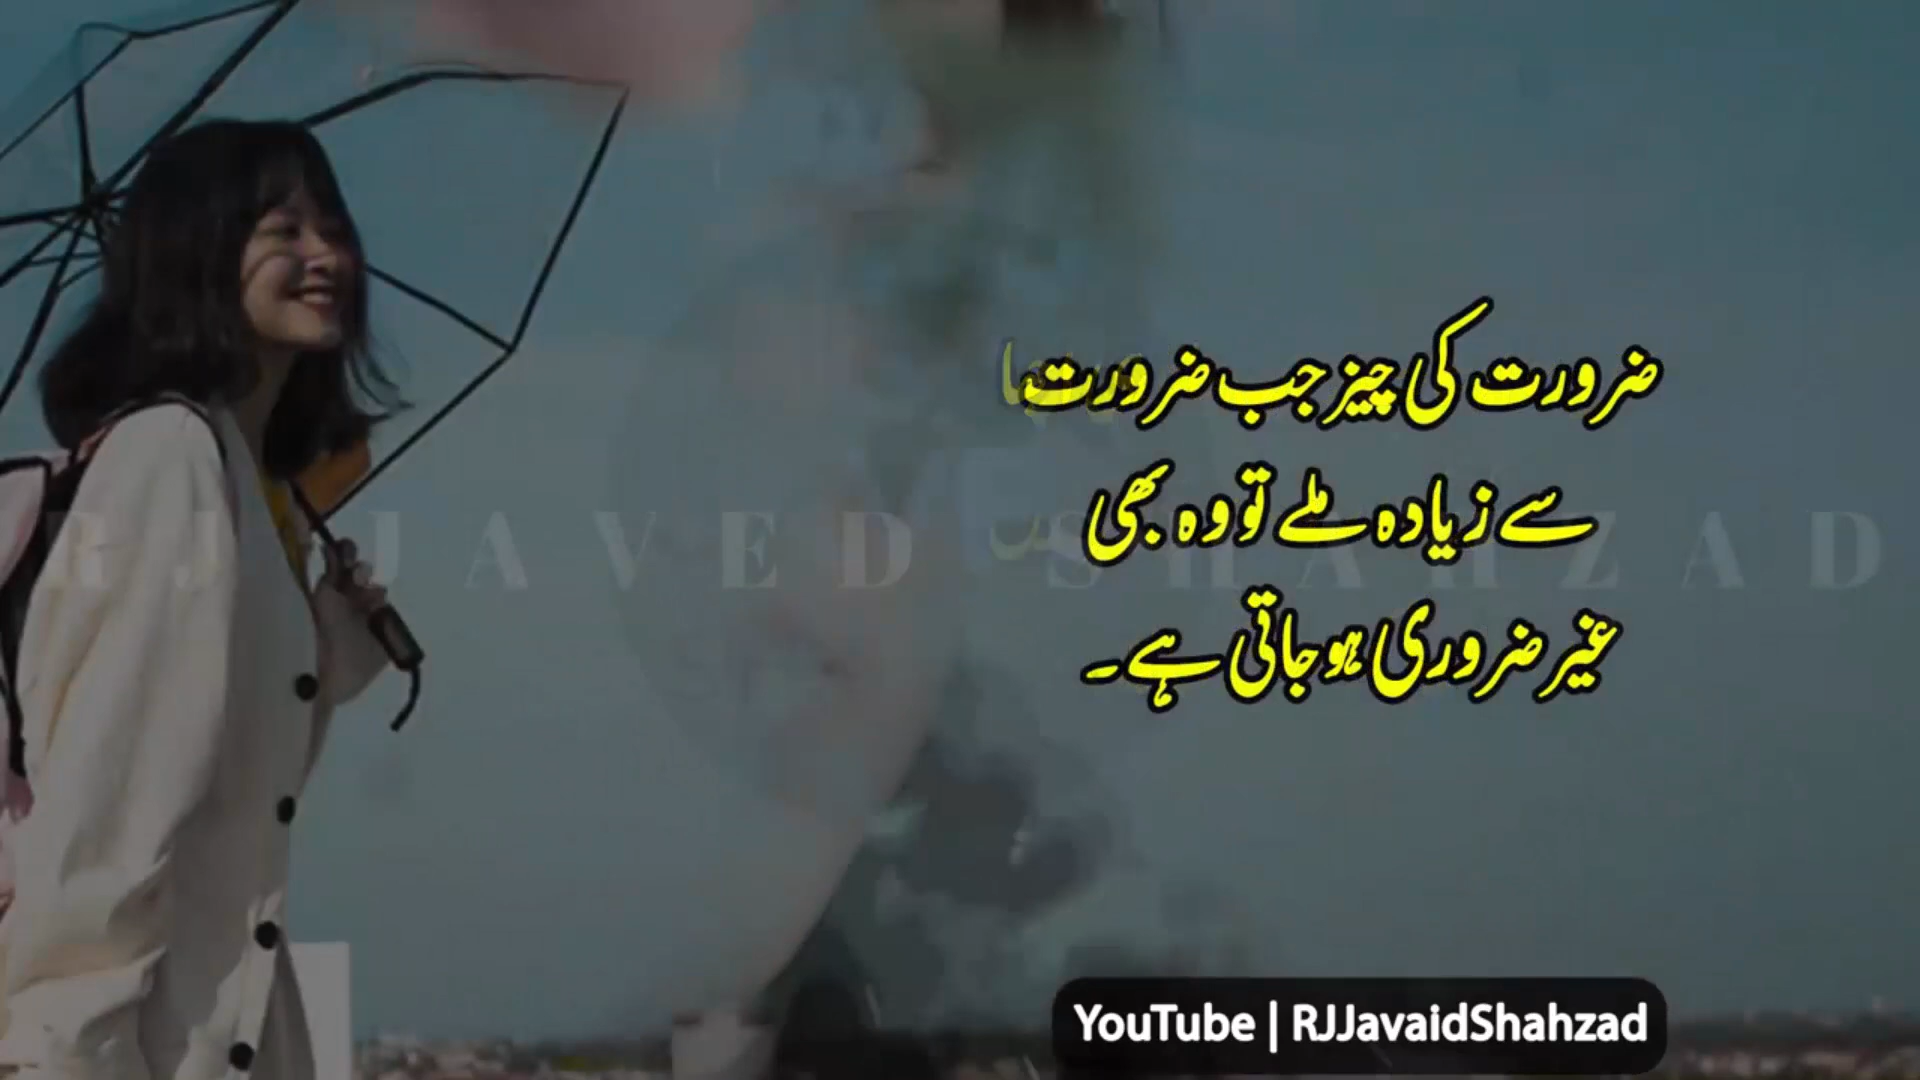 ضرورت کی چیز جب ضرورت
سے زیادہ ملے تو وہ بھی
غیر ضروری ہو جاتی ہے۔
RJ JAVED SHAHZAD
YouTube | RJJavaidShahzad